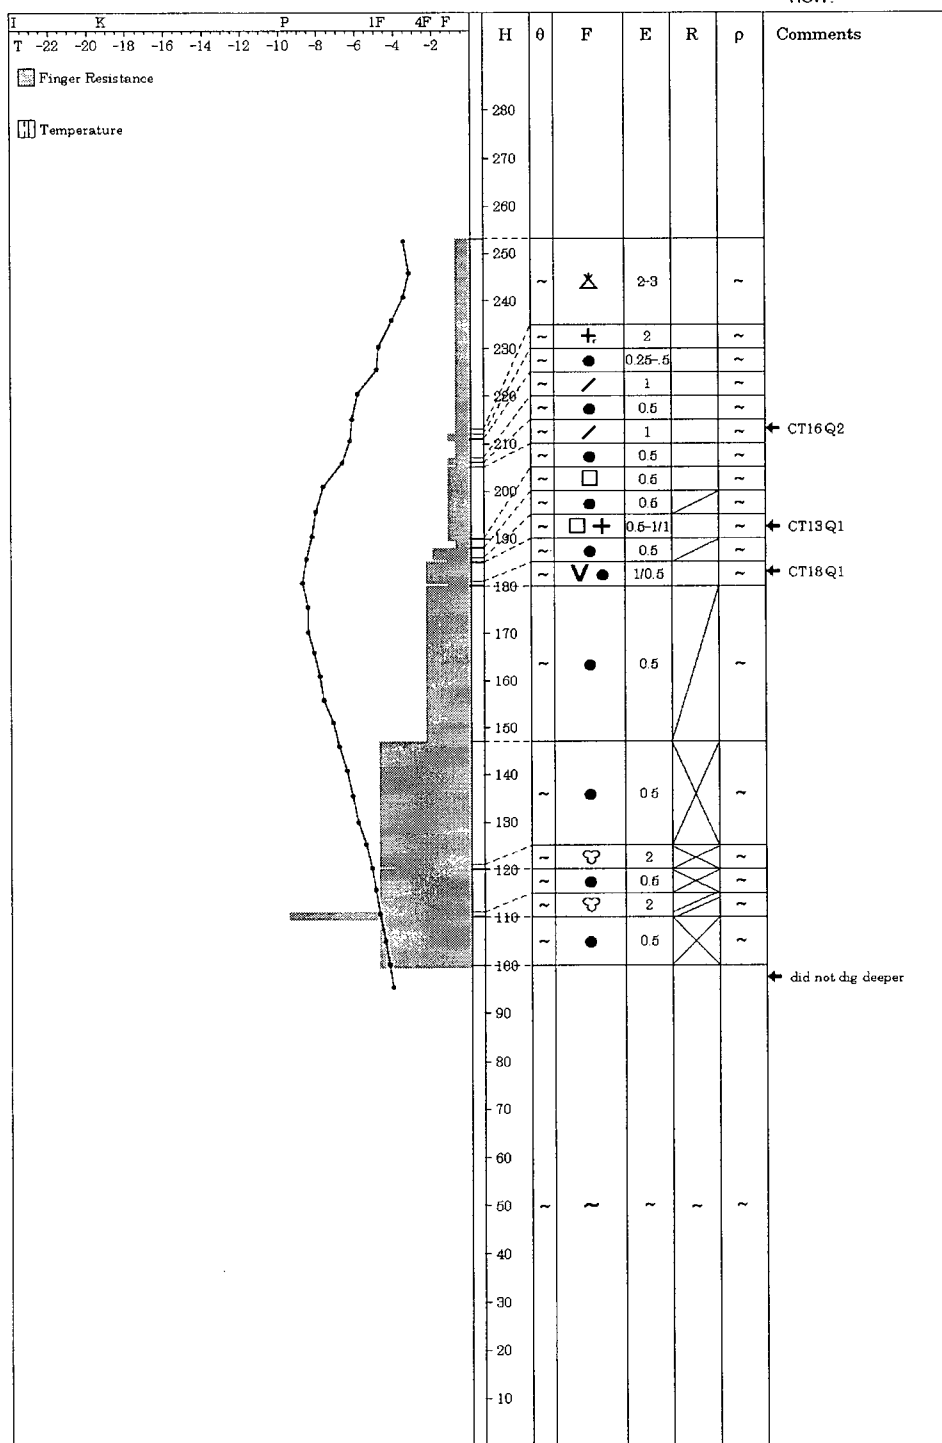 now.
I K P 1F 4F F
T -22 -20 -18 -16 -14 -12 -10 -8 -6 -4 -2 H θ F E R ρ Comments
Finger Resistance
Temperature
280
270
260
250
240 ~ 2-3 ~
230 ~ + r 2 ~
~ 0.25-.5 ~
220 ~ / 1 ~
~ 0.5 ~
210 ~ / 1 ~ CT16 Q2
~ 0.5 ~
200 ~ 0.5 ~
~ 0.5 ~
190 ~ + 0.5-1/1 ~ CT13 Q1
~ 0.5 ~
180 ~ V 1/0.5 ~ CT18 Q1
170
160 ~ 0.5 ~
150
140
130 ~ 0.5 ~
120 ~ 2 ~
~ 0.5 ~
110 ~ 2 ~
~ 0.5 ~
100
did not dig deeper
90
80
70
60
50 ~ ~ ~ ~ ~
40
30
20
10